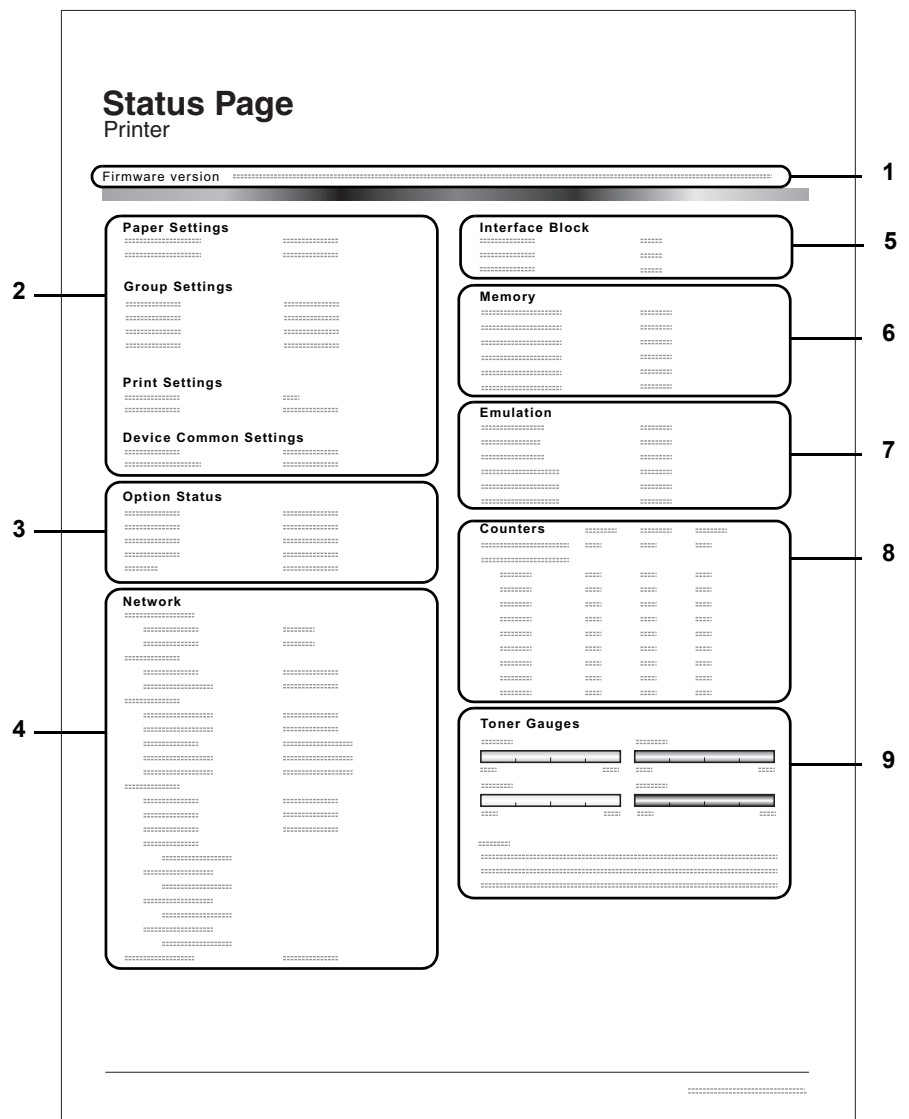 Status Page
Printer
Firmware version
1
Paper Settings
Group Settings
Print Settings
Device Common Settings
2
Option Status
3
Network
4
Interface Block
5
Memory
6
Emulation
7
Counters
8
Toner Gauges
9